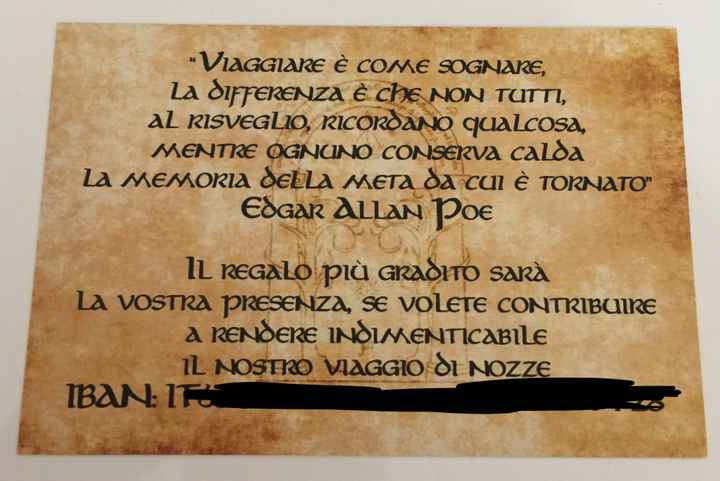 "Viaggiare è come sognare,
la differenza è che non tutti,
al risveglio, ricordano qualcosa,
mentre ognuno conserva calda
la memoria della meta da cui è tornato"
Edgar Allan Poe
Il regalo più gradito sarà
la vostra presenza, se volete contribuire
a rendere indimenticabile
il nostro viaggio di nozze
IBAN: IT